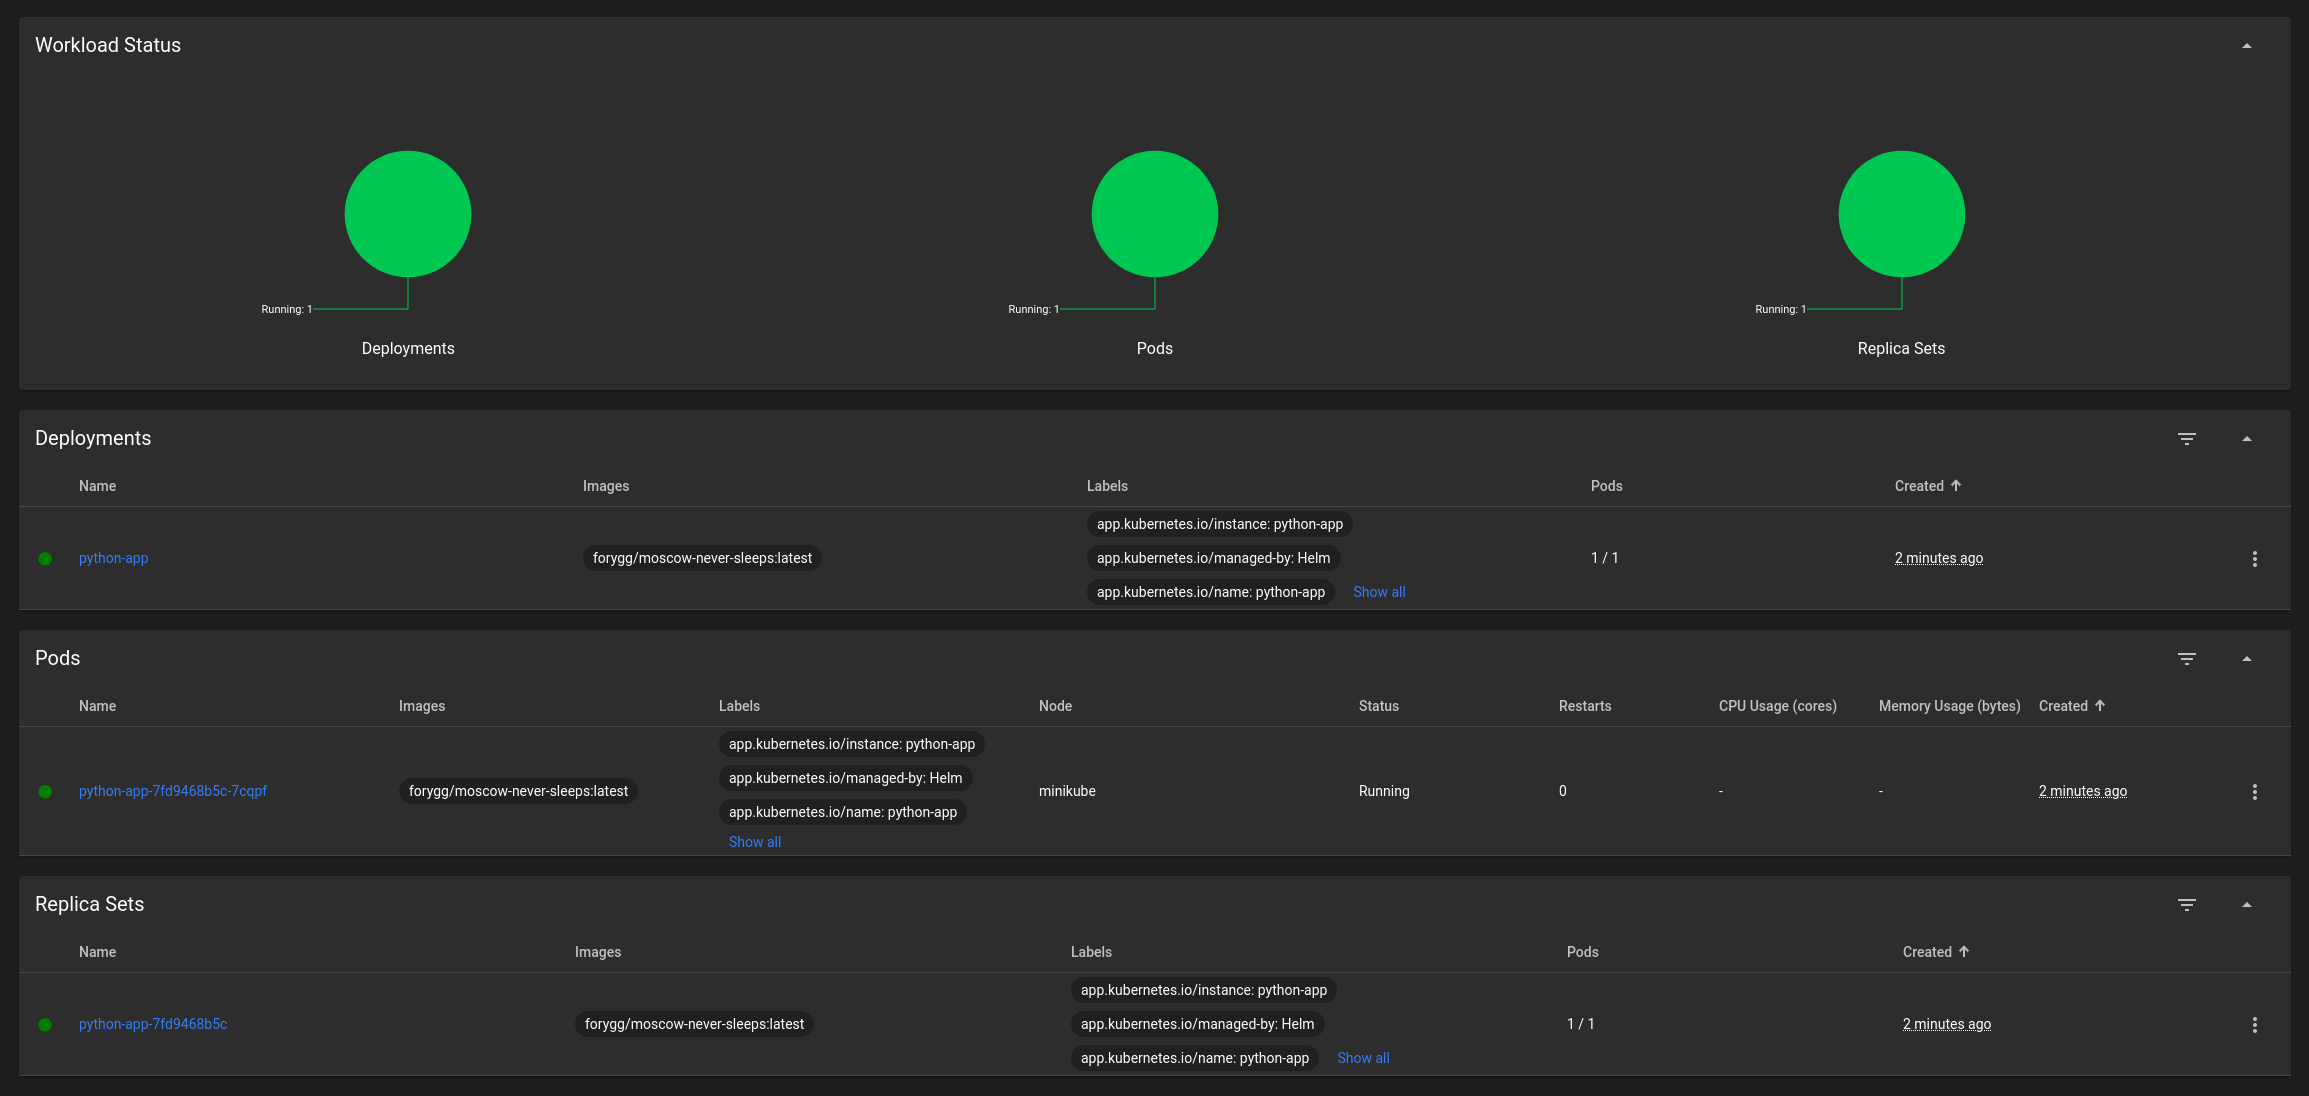 Workload Status
Running: 1
Running: 1
Running: 1
Deployments
Pods
Replica Sets
Deployments
Name Images Labels Pods Created
app.kubernetes.io/instance: python-app
python-app forygg/moscow-never-sleeps:latest app.kubernetes.io/managed-by: Helm 1 / 1 2 minutes ago
app.kubernetes.io/name: python-app Show all
Pods
Name Images Labels Node Status Restarts CPU Usage (cores) Memory Usage (bytes) Created
app.kubernetes.io/instance: python-app
app.kubernetes.io/managed-by: Helm
python-app-7fd9468b5c-7cqpf forygg/moscow-never-sleeps:latest minikube Running 0 - - 2 minutes ago
app.kubernetes.io/name: python-app
Show all
Replica Sets
Name Images Labels Pods Created
app.kubernetes.io/instance: python-app
python-app-7fd9468b5c forygg/moscow-never-sleeps:latest app.kubernetes.io/managed-by: Helm 1 / 1 2 minutes ago
app.kubernetes.io/name: python-app Show all